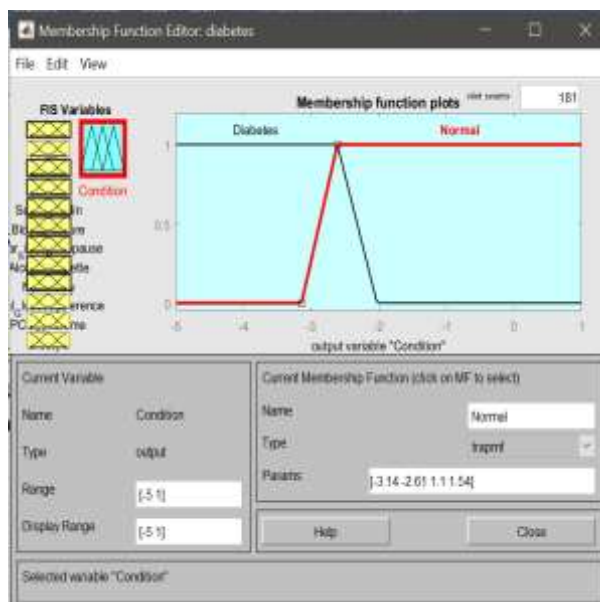 Membership Function Editor: diabetes
File Edit View
FIS Variables
Membership function plots
plot points:
181
Condition
Diabetes
Normal
1
0.5
0
-5 -4 -3 -2 -1 0 1
output variable "Condition"
Current Variable
Name Condition
Type output
Range [-5 1]
Display Range [-5 1]
Current Membership Function (click on MF to select)
Name Normal
Type trapmf
Params [-3.14 -2.61 1.1 1.54]
Help Close
Selected variable "Condition"